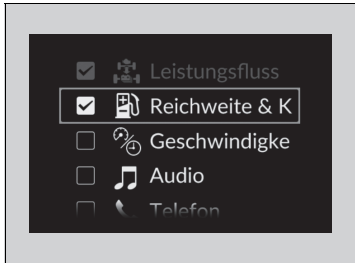 Leistungsfluss
Reichweite & K
Geschwindigke
Audio
Telefon